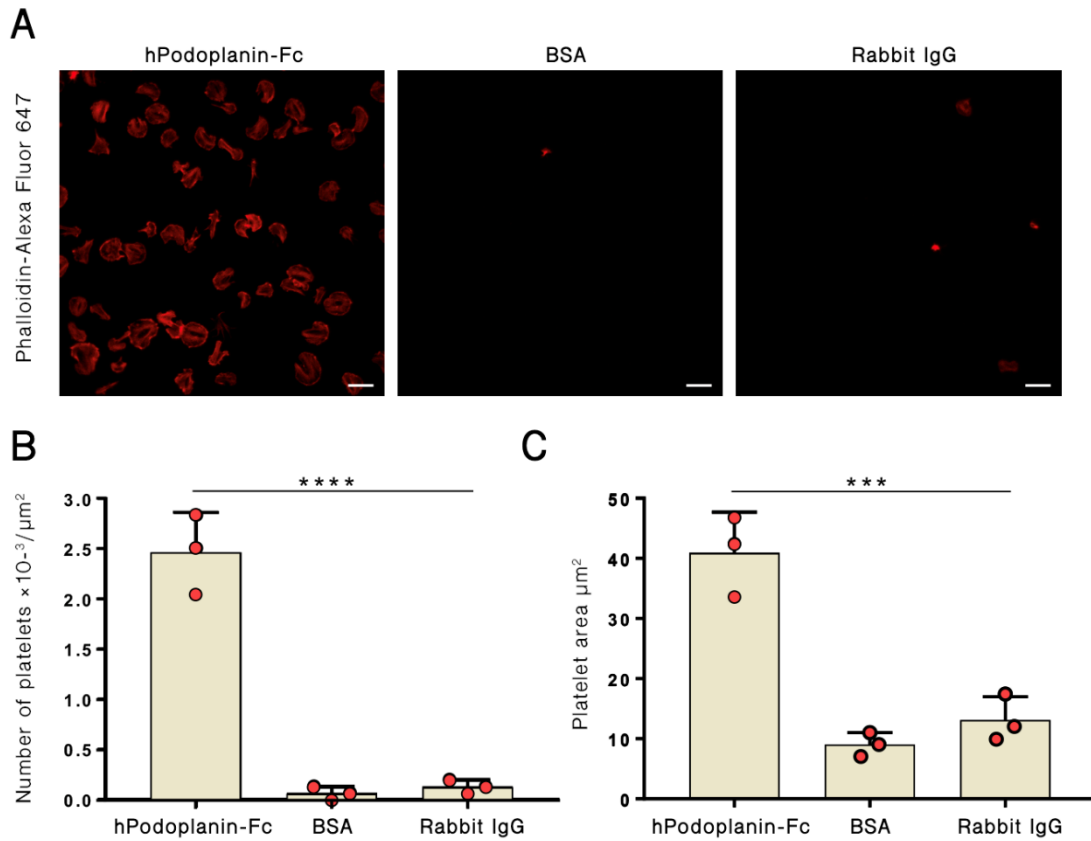 A
hPodoplanin-Fc
BSA
Rabbit IgG
Phalloidin-Alexa Fluor 647
B
****
Number of platelets ×10⁻³/μm²
3.0
2.5
2.0
1.5
1.0
0.5
0.0
hPodoplanin-Fc
BSA
Rabbit IgG
C
***
Platelet area μm²
50
40
30
20
10
0
hPodoplanin-Fc
BSA
Rabbit IgG